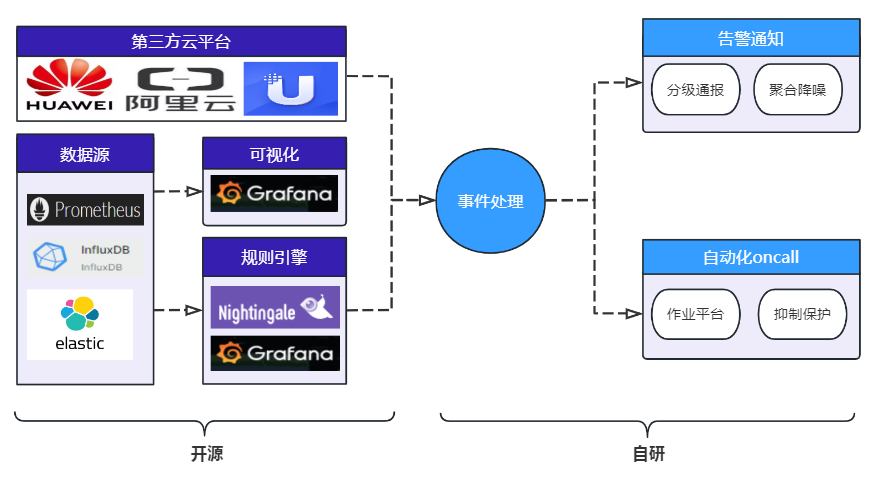 第三方云平台
HUAWEI
阿里云
U
数据源
Prometheus
InfluxDB
InfluxDB
elastic
可视化
Grafana
规则引擎
Nightingale
Grafana
事件处理
告警通知
分级通报
聚合降噪
自动化oncall
作业平台
抑制保护
开源
自研